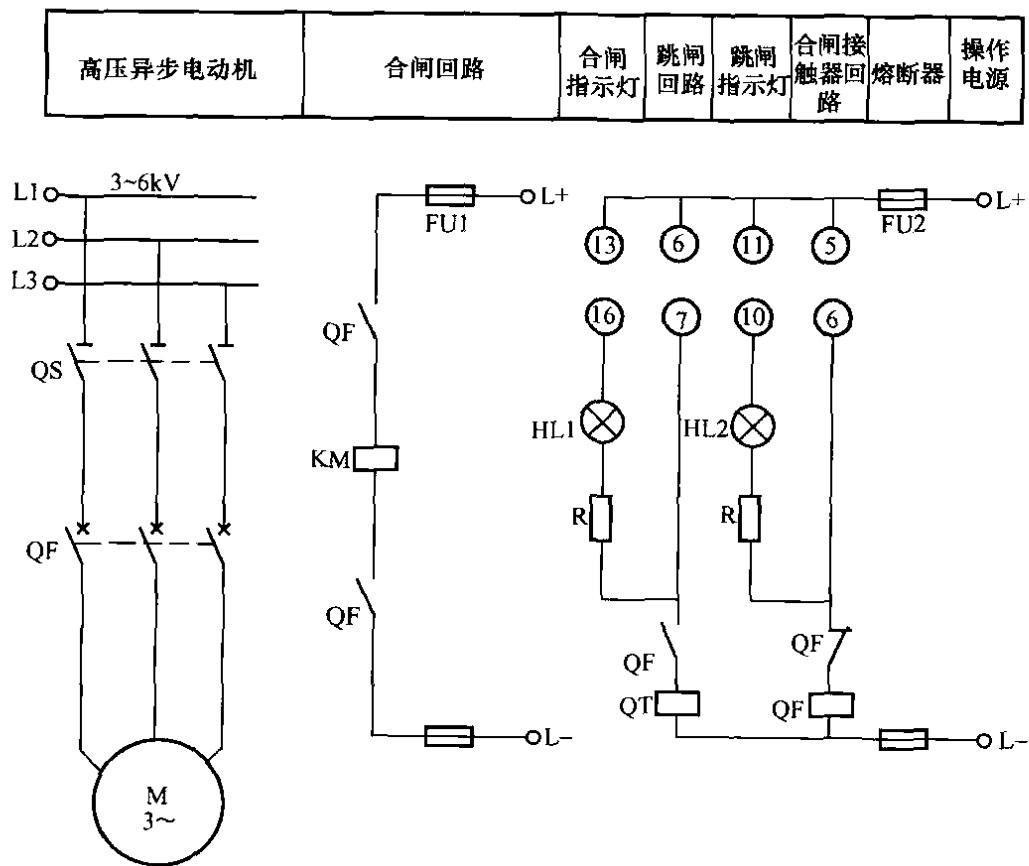 高压异步电动机
合闸回路
合闸
指示灯
跳闸
回路
跳闸
指示灯
合闸接
触器回
路
熔断器
操作
电源
L1
3~6kV
L2
L3
QS
QF
M
3~
FU1
L+
QF
KM
QF
L−
FU2
L+
13
6
11
5
16
7
10
6
HL1
HL2
R
R
QF
QF
QT
QF
L−